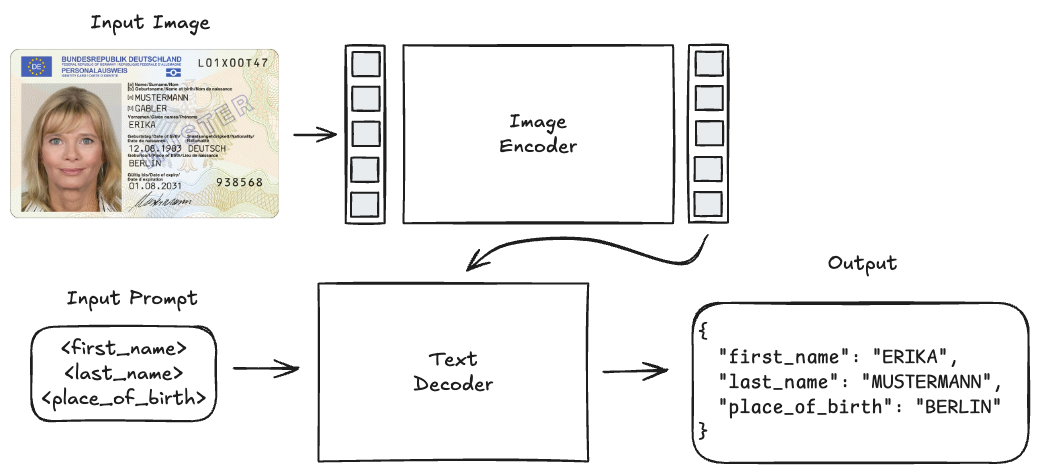 Input Image
DE
BUNDESREPUBLIK DEUTSCHLAND
FEDERAL REPUBLIC OF GERMANY / RÉPUBLIQUE FÉDÉRALE D'ALLEMAGNE
PERSONALAUSWEIS
IDENTITY CARD / CARTE D'IDENTITÉ
L01X00T47
[a] Name/Surname/Nom
[b] Geburtsname/Name at birth/Nom de naissance
[a] MUSTERMANN
[b] GABLER
Vornamen/Given names/Prénoms
ERIKA
Geburtstag/Date of birth/
Date de naissance
Staatsangehörigkeit/Nationality/
Nationalité
12.08.1983 DEUTSCH
Geburtsort/Place of birth/Lieu de naissance
BERLIN
Gültig bis/Date of expiry/
Date d'expiration
01.08.2031
938568
MUSTER
Mustermann
Image
Encoder
Input Prompt
<first_name>
<last_name>
<place_of_birth>
Text
Decoder
Output
{
"first_name": "ERIKA",
"last_name": "MUSTERMANN",
"place_of_birth": "BERLIN"
}